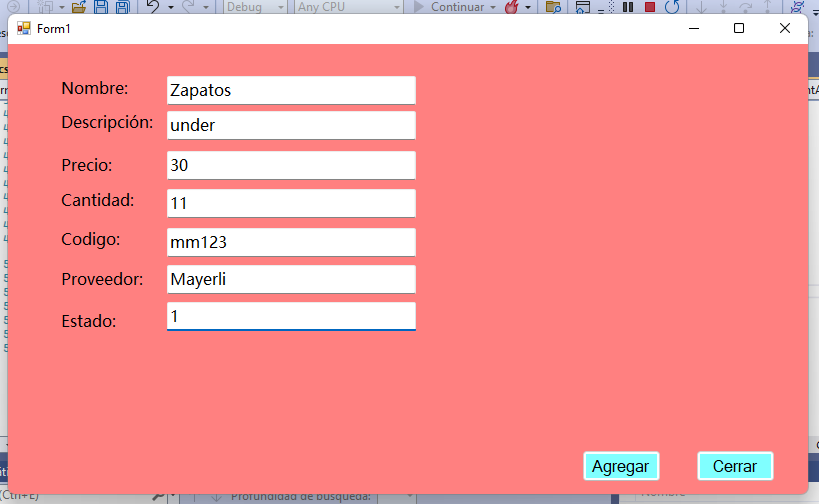 Debug Any CPU Continuar
Form1
Nombre: Zapatos
Descripción: under
Precio: 30
Cantidad: 11
Codigo: mm123
Proveedor: Mayerli
Estado: 1
Agregar Cerrar
(Ctrl+E) Profundidad de búsqueda: Nombre